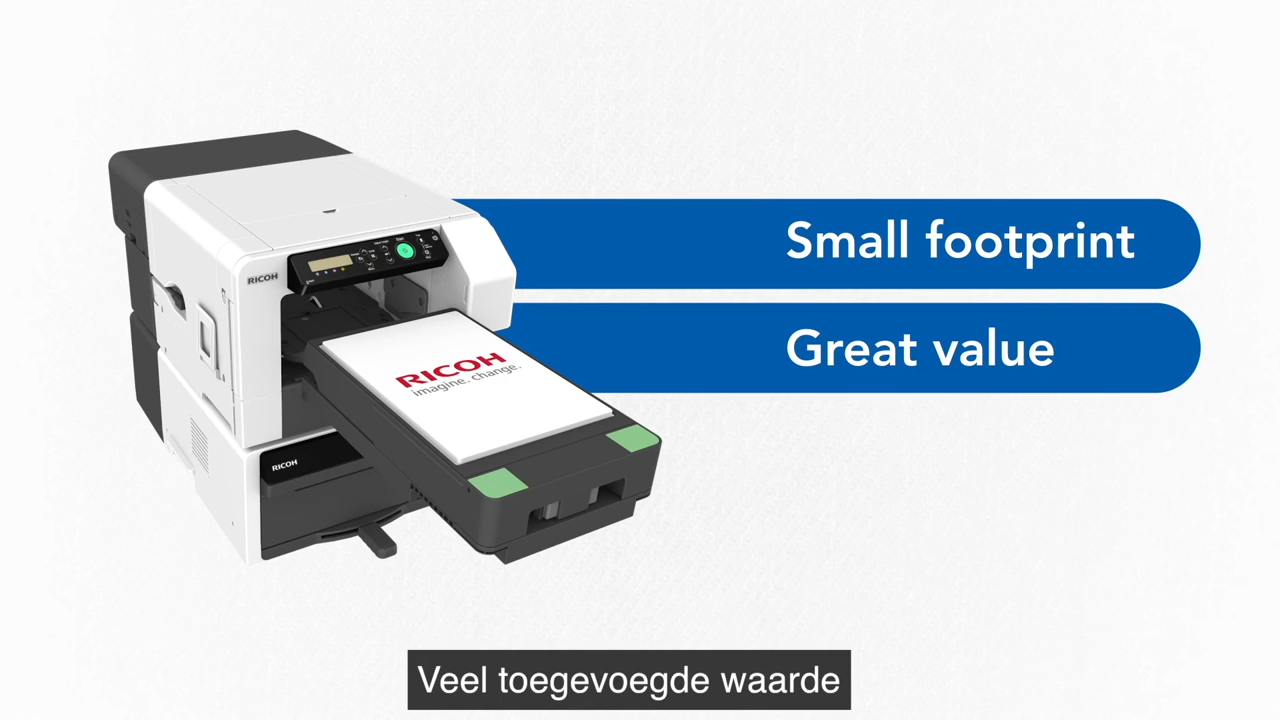 Small footprint
RICOH
Great value
RICOH
imagine. change.
RICOH
Veel toegevoegde waarde